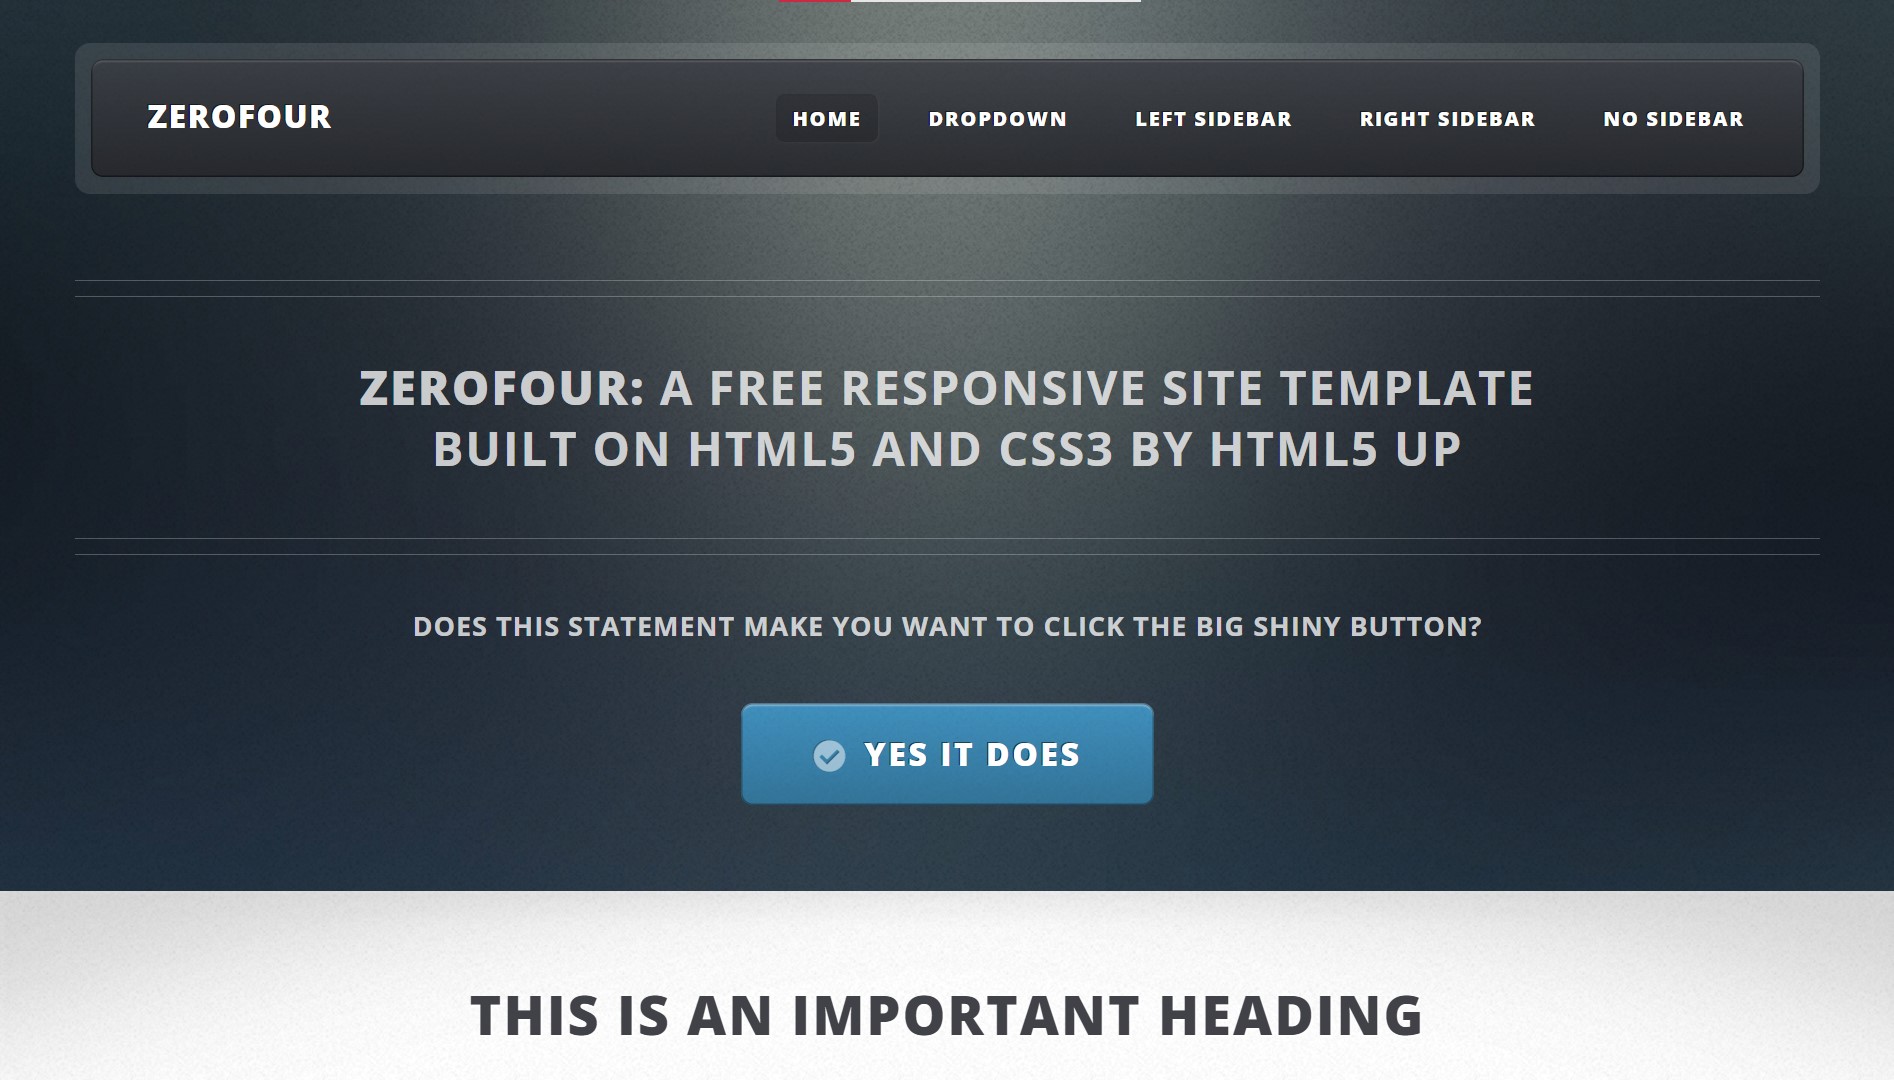 ZEROFOUR
HOME DROPDOWN LEFT SIDEBAR RIGHT SIDEBAR NO SIDEBAR
ZEROFOUR: A FREE RESPONSIVE SITE TEMPLATE
BUILT ON HTML5 AND CSS3 BY HTML5 UP
DOES THIS STATEMENT MAKE YOU WANT TO CLICK THE BIG SHINY BUTTON?
YES IT DOES
THIS IS AN IMPORTANT HEADING